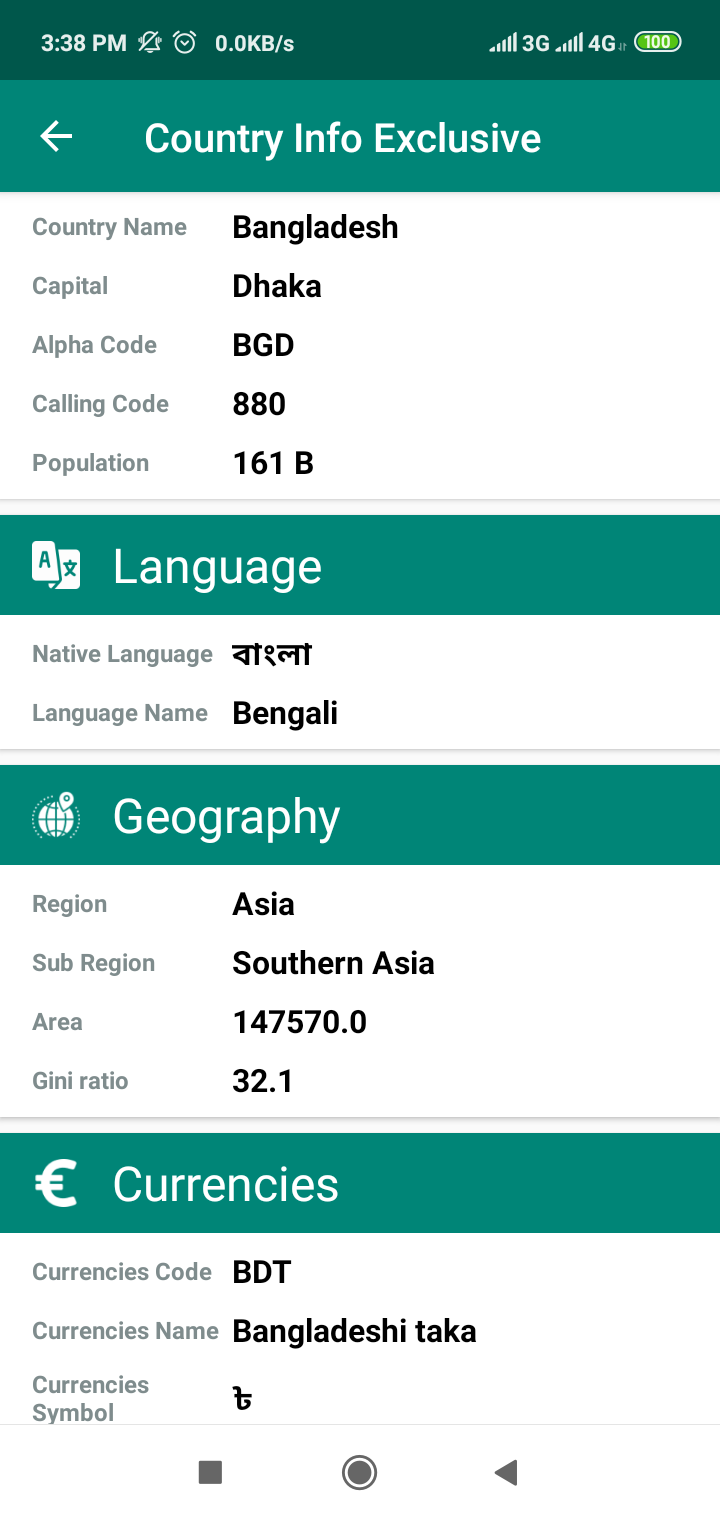 3:38 PM 0.0KB/s 3G 4G 100
Country Info Exclusive
Country Name Bangladesh
Capital Dhaka
Alpha Code BGD
Calling Code 880
Population 161 B
A 文 Language
Native Language বাংলা
Language Name Bengali
Geography
Region Asia
Sub Region Southern Asia
Area 147570.0
Gini ratio 32.1
€ Currencies
Currencies Code BDT
Currencies Name Bangladeshi taka
Currencies
Symbol ৳